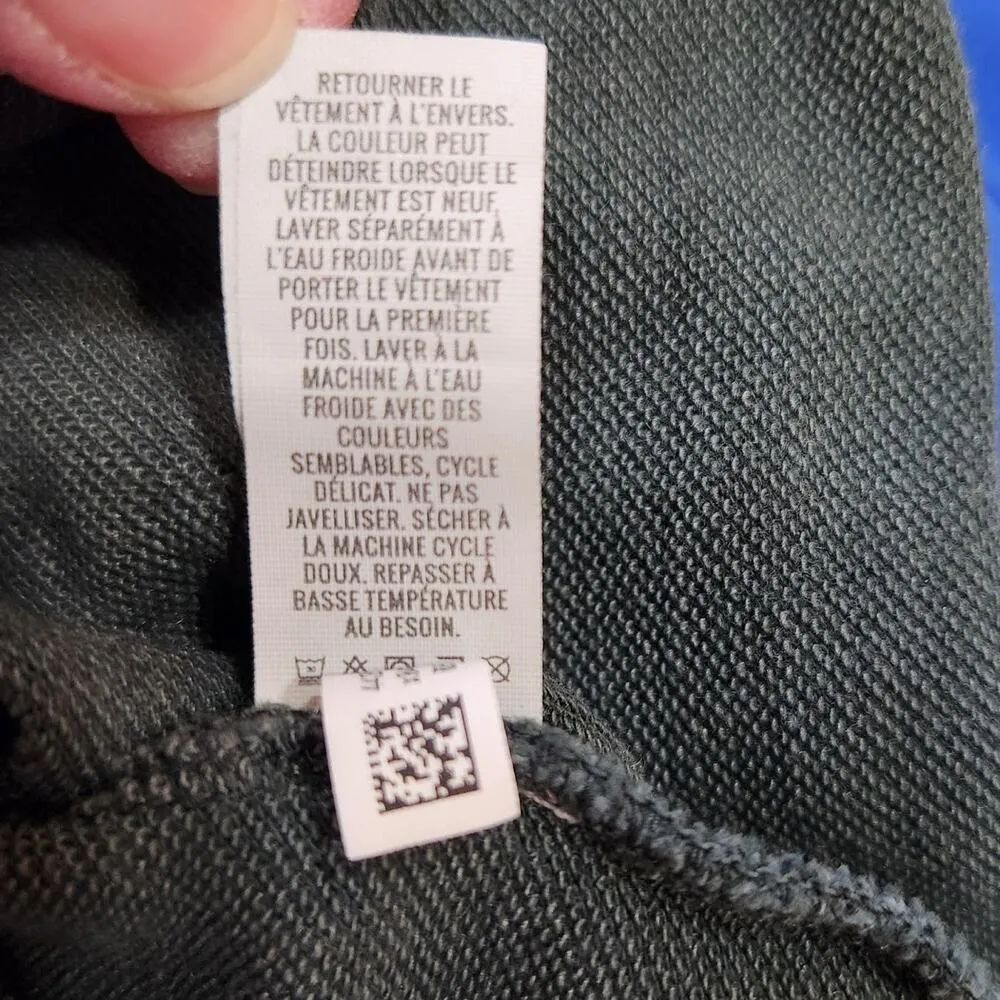 RETOURNER LE
VÊTEMENT À L'ENVERS.
LA COULEUR PEUT
DÉTEINDRE LORSQUE LE
VÊTEMENT EST NEUF,
LAVER SÉPARÉMENT À
L'EAU FROIDE AVANT DE
PORTER LE VÊTEMENT
POUR LA PREMIÈRE
FOIS. LAVER À LA
MACHINE À L'EAU
FROIDE AVEC DES
COULEURS
SEMBLABLES, CYCLE
DÉLICAT. NE PAS
JAVELLISER. SÉCHER À
LA MACHINE CYCLE
DOUX. REPASSER À
BASSE TEMPÉRATURE
AU BESOIN.